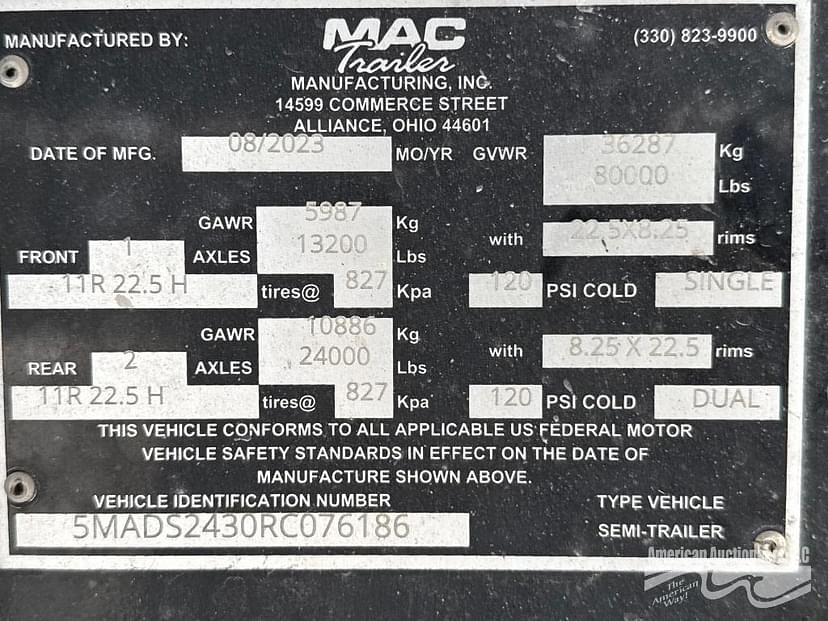 MANUFACTURED BY: MAC Trailer (330) 823-9900
MANUFACTURING, INC.
14599 COMMERCE STREET
ALLIANCE, OHIO 44601
DATE OF MFG. 08/2023 MO/YR GVWR 36287 Kg
80000 Lbs
GAWR 5987 Kg
FRONT 1 AXLES 13200 Lbs with 22.5X8.25 rims
11R 22.5 H tires@ 827 Kpa 120 PSI COLD SINGLE
GAWR 10886 Kg
REAR 2 AXLES 24000 Lbs with 8.25 X 22.5 rims
11R 22.5 H tires@ 827 Kpa 120 PSI COLD DUAL
THIS VEHICLE CONFORMS TO ALL APPLICABLE US FEDERAL MOTOR
VEHICLE SAFETY STANDARDS IN EFFECT ON THE DATE OF
MANUFACTURE SHOWN ABOVE.
VEHICLE IDENTIFICATION NUMBER TYPE VEHICLE
5MADS2430RC076186 SEMI-TRAILER
American
The American Way!